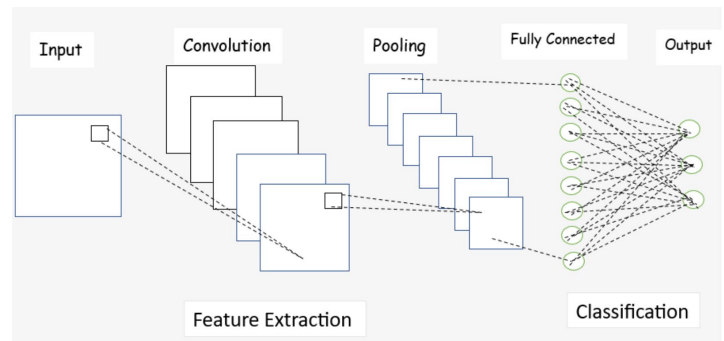 Input
Convolution
Pooling
Fully Connected
Output
Feature Extraction
Classification